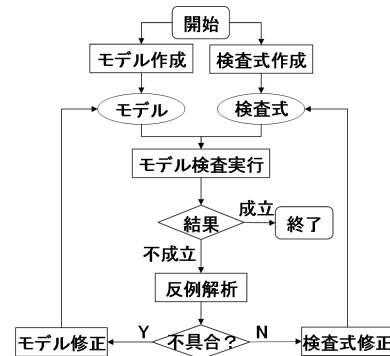 開始
モデル作成
検査式作成
モデル
検査式
モデル検査実行
結果
成立
終了
不成立
反例解析
Y
不具合？
N
モデル修正
検査式修正